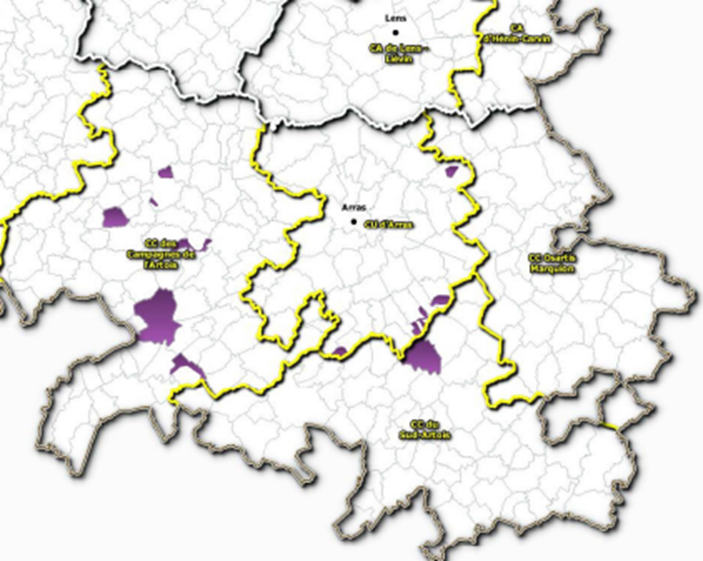 Lens
CA de Lens -
Liévin
CA
d'Hénin-Carvin
Arras
CU d'Arras
CC des
Campagnes de
l'Artois
CC Osartis
Marquion
CC du
Sud-Artois